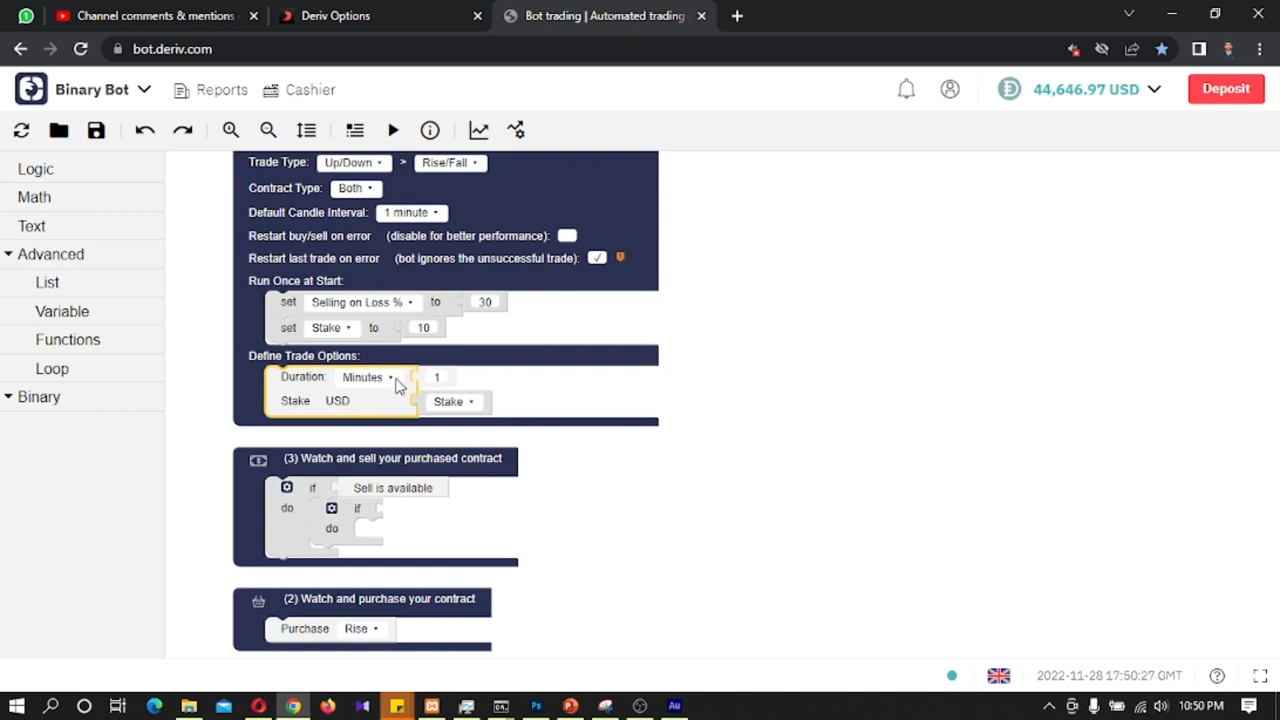 Channel comments & mentions
Deriv Options
Bot trading | Automated trading
bot.deriv.com
Binary Bot
Reports
Cashier
44,646.97 USD
Deposit
Logic
Math
Text
Advanced
List
Variable
Functions
Loop
Binary
Trade Type: Up/Down > Rise/Fall
Contract Type: Both
Default Candle Interval: 1 minute
Restart buy/sell on error (disable for better performance):
Restart last trade on error (bot ignores the unsuccessful trade): ✓
Run Once at Start:
set Selling on Loss % to 30
set Stake to 10
Define Trade Options:
Duration: Minutes 1
Stake USD Stake
(3) Watch and sell your purchased contract
if Sell is available
do if
do
(2) Watch and purchase your contract
Purchase Rise
2022-11-28 17:50:27 GMT
Ps
Au
10:50 PM